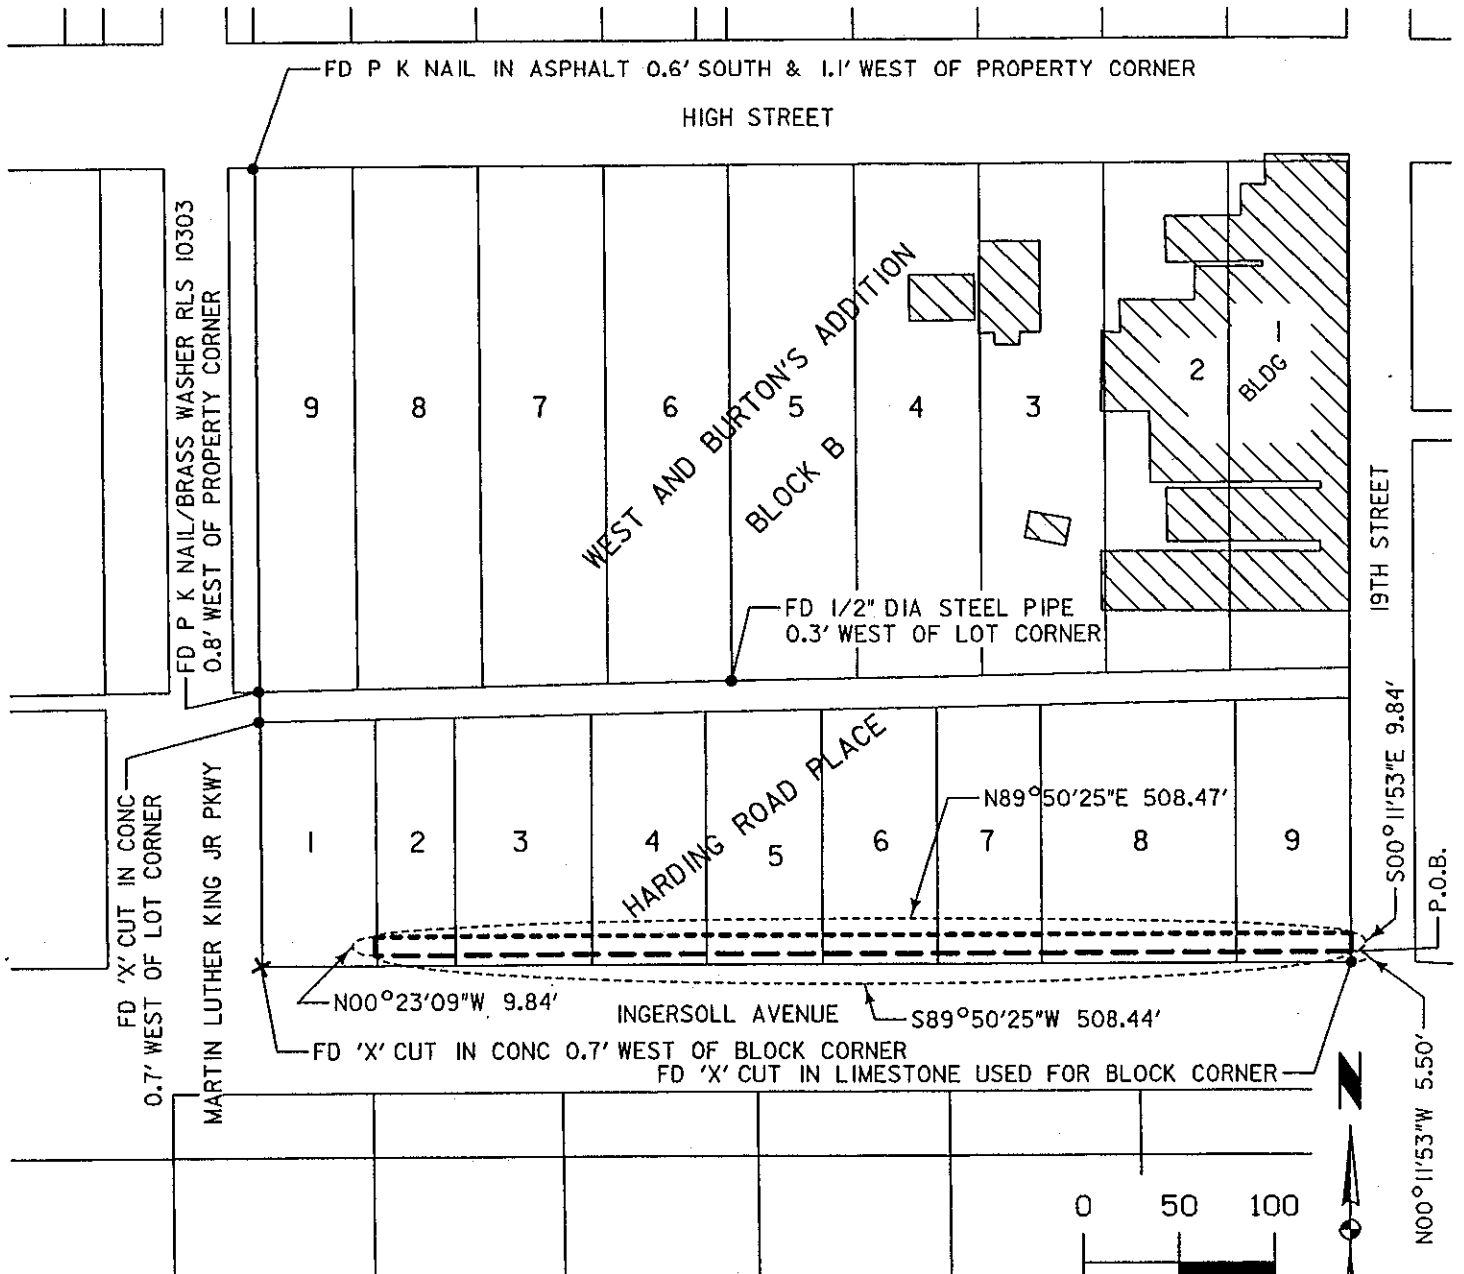 FD P K NAIL IN ASPHALT 0.6' SOUTH & 1.1' WEST OF PROPERTY CORNER
HIGH STREET
FD P K NAIL/BRASS WASHER RLS 10303
0.8' WEST OF PROPERTY CORNER
9
8
7
6
5
4
3
2
1
BLDG
WEST AND BURTON'S ADDITION
BLOCK B
19TH STREET
FD 1/2" DIA STEEL PIPE
0.3' WEST OF LOT CORNER
FD 'X' CUT IN CONC
0.7' WEST OF LOT CORNER
MARTIN LUTHER KING JR PKWY
HARDING ROAD PLACE
N89°50'25"E 508.47'
1
2
3
4
5
6
7
8
9
S00°11'53"E 9.84'
P.O.B.
N00°23'09"W 9.84'
INGERSOLL AVENUE
S89°50'25"W 508.44'
FD 'X' CUT IN CONC 0.7' WEST OF BLOCK CORNER
FD 'X' CUT IN LIMESTONE USED FOR BLOCK CORNER
N00°11'53"W 5.50'
N
0 50 100